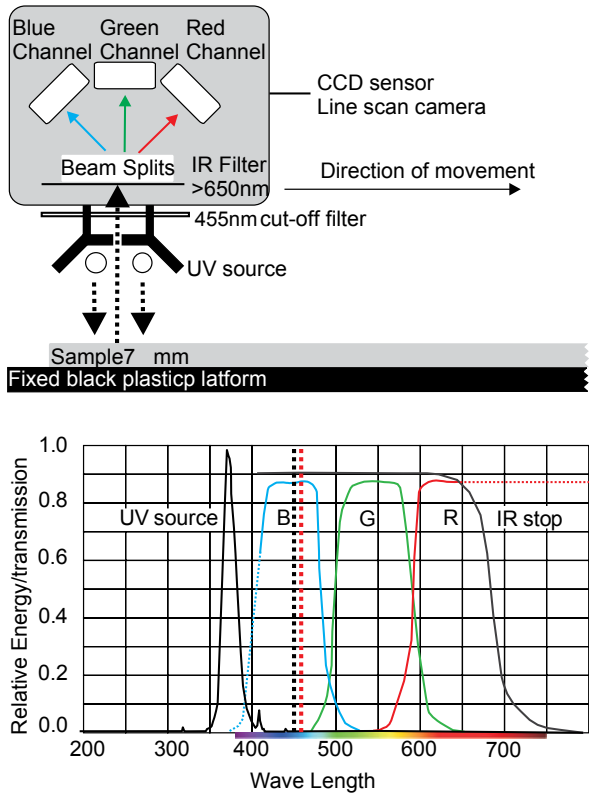 Blue Green Red
Channel Channel Channel
CCD sensor
Line scan camera
Beam Splits IR Filter
>650nm
Direction of movement
455nm cut-off filter
UV source
Sample7 mm
Fixed black plasticp latform
1.0
0.8
0.6
0.4
0.2
0.0
Relative Energy/transmission
UV source B G R IR stop
200 300 400 500 600 700
Wave Length